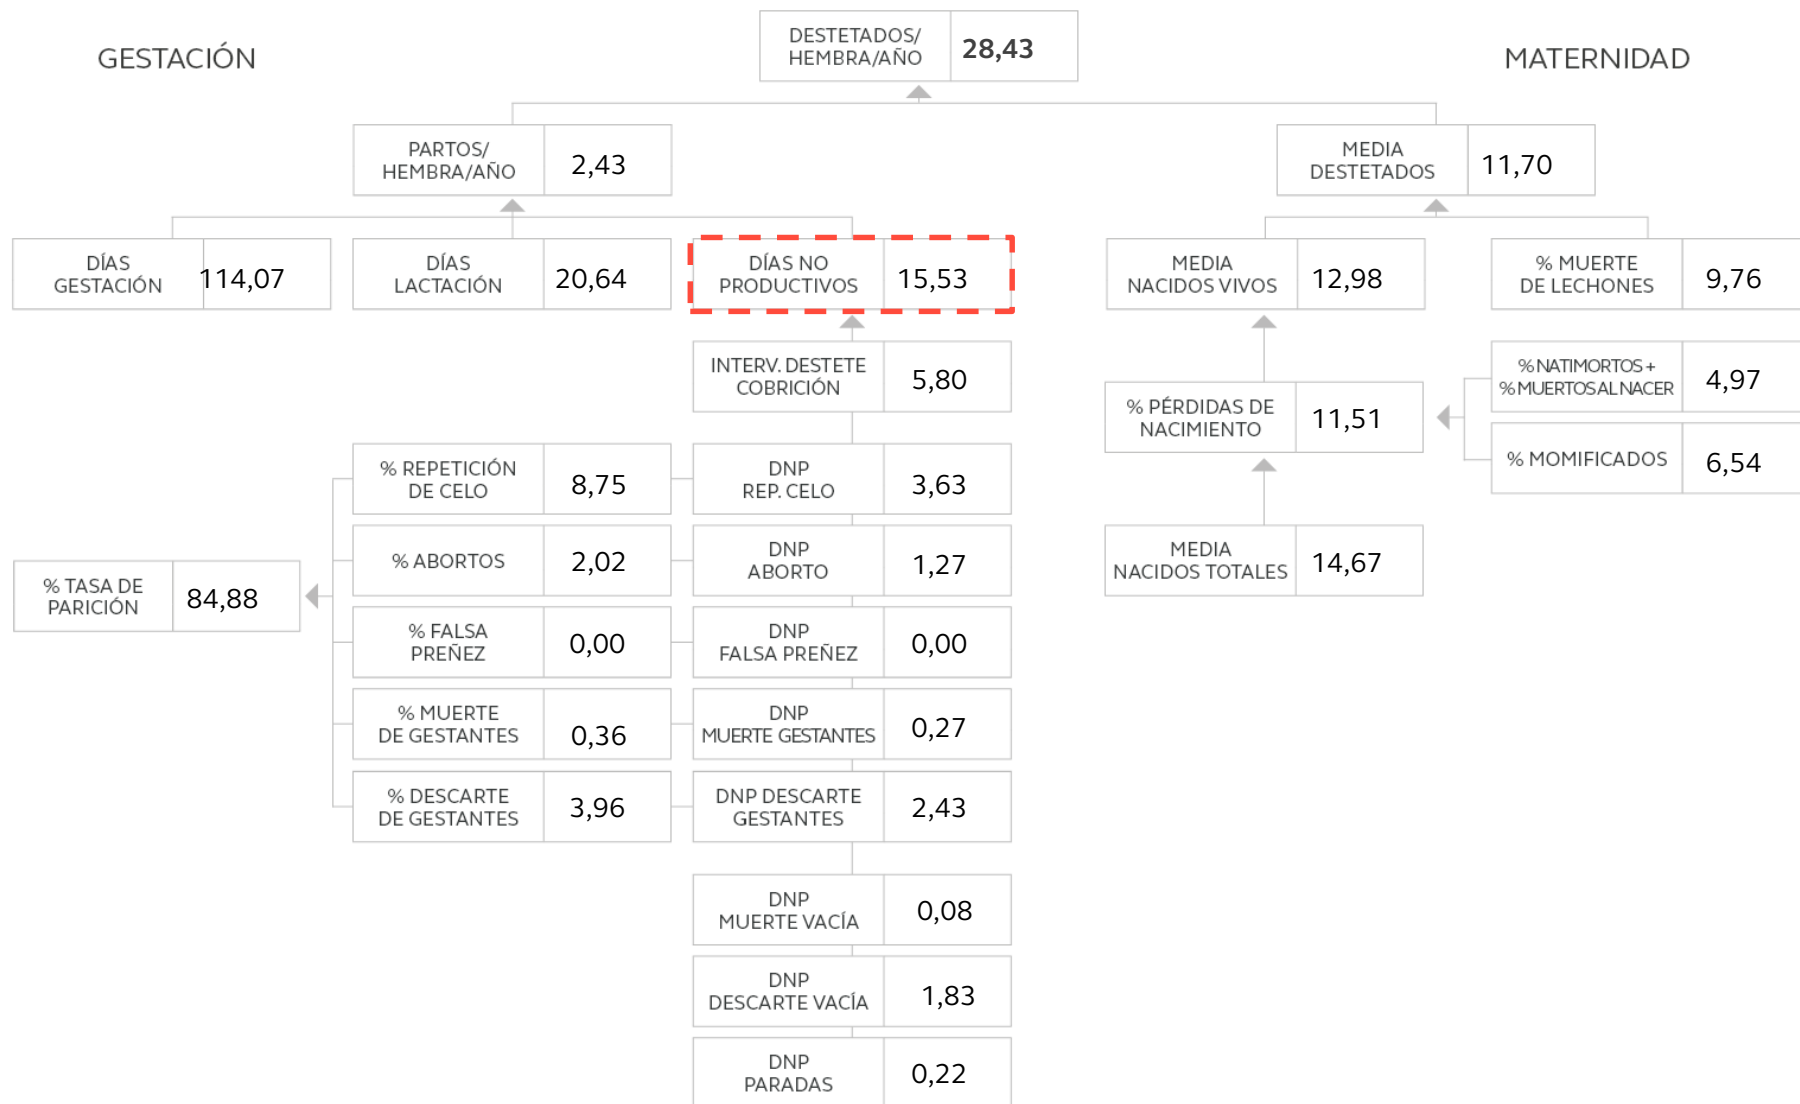 GESTACIÓN
DESTETADOS/
HEMBRA/AÑO
28,43
MATERNIDAD
PARTOS/
HEMBRA/AÑO
2,43
MEDIA
DESTETADOS
11,70
DÍAS
GESTACIÓN
114,07
DÍAS
LACTACIÓN
20,64
DÍAS NO
PRODUCTIVOS
15,53
MEDIA
NACIDOS VIVOS
12,98
% MUERTE
DE LECHONES
9,76
INTERV. DESTETE
COBRICIÓN
5,80
% PÉRDIDAS DE
NACIMIENTO
11,51
% NATIMORTOS +
% MUERTOS AL NACER
4,97
% MOMIFICADOS
6,54
MEDIA
NACIDOS TOTALES
14,67
% REPETICIÓN
DE CELO
8,75
DNP
REP. CELO
3,63
% ABORTOS
2,02
DNP
ABORTO
1,27
% TASA DE
PARICIÓN
84,88
% FALSA
PREÑEZ
0,00
DNP
FALSA PREÑEZ
0,00
% MUERTE
DE GESTANTES
0,36
DNP
MUERTE GESTANTES
0,27
% DESCARTE
DE GESTANTES
3,96
DNP DESCARTE
GESTANTES
2,43
DNP
MUERTE VACÍA
0,08
DNP
DESCARTE VACÍA
1,83
DNP
PARADAS
0,22